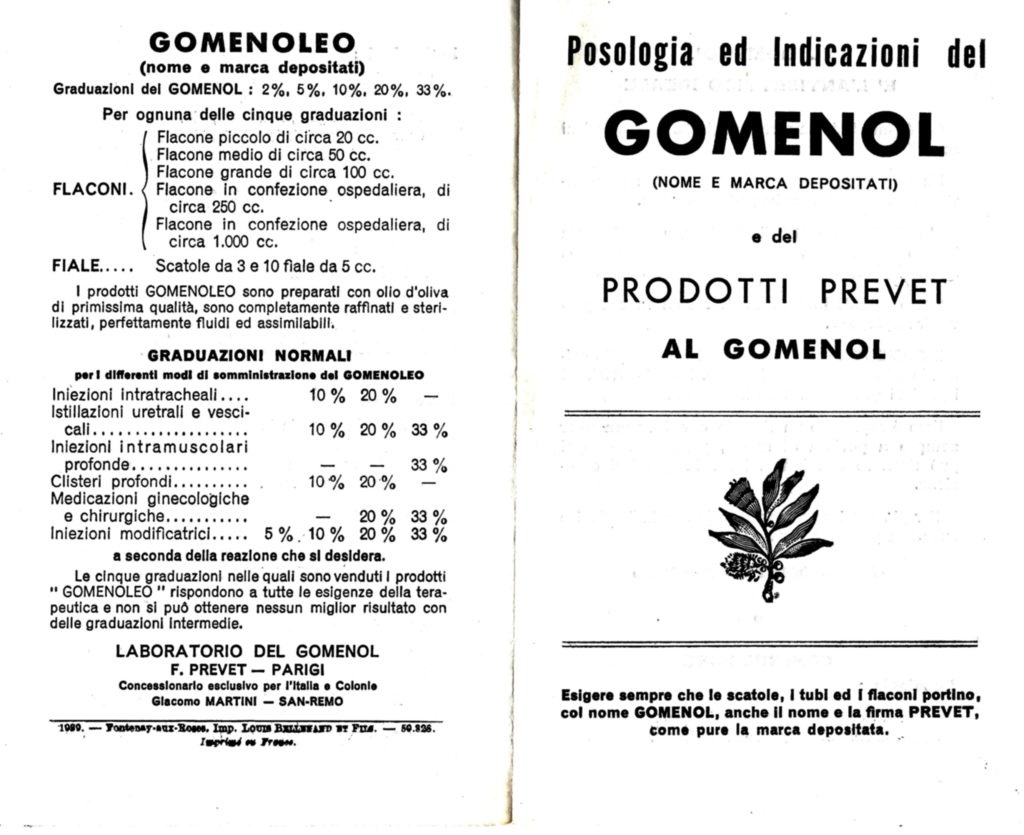 GOMENOLEO
(nome e marca depositati)
Graduazioni del GOMENOL : 2%, 5%, 10%, 20%, 33%.
Per ognuna delle cinque graduazioni :
Flacone piccolo di circa 20 cc.
Flacone medio di circa 50 cc.
Flacone grande di circa 100 cc.
FLACONI. Flacone in confezione ospedaliera, di
circa 250 cc.
Flacone in confezione ospedaliera, di
circa 1.000 cc.
FIALE..... Scatole da 3 e 10 fiale da 5 cc.
I prodotti GOMENOLEO sono preparati con olio d'oliva
di primissima qualità, sono completamente raffinati e steri-
lizzati, perfettamente fluidi ed assimilabili.
GRADUAZIONI NORMALI
per i differenti modi di somministrazione del GOMENOLEO
Iniezioni intratracheali.... 10 % 20 % —
Istillazioni uretrali e vesci-
cali.................... 10 % 20 % 33 %
Iniezioni intramuscolari
profonde............... — — 33 %
Clisteri profondi.......... 10 % 20 % —
Medicazioni ginecologiche
e chirurgiche........... — 20 % 33 %
Iniezioni modificatrici..... 5 % 10 % 20 % 33 %
a seconda della reazione che si desidera.
Le cinque graduazioni nelle quali sono venduti i prodotti
" GOMENOLEO " rispondono a tutte le esigenze della tera-
peutica e non si può ottenere nessun miglior risultato con
delle graduazioni intermedie.
LABORATORIO DEL GOMENOL
F. PREVET — PARIGI
Concessionario esclusivo per l'Italia e Colonie
Giacomo MARTINI — SAN-REMO
— Fontenay-aux-Roses, Imp. LOUIS BELLENAND ET FILS. —
Imprimé en France.
Posologia ed Indicazioni del
GOMENOL
(NOME E MARCA DEPOSITATI)
e dei
PRODOTTI PREVET
AL GOMENOL
Esigere sempre che le scatole, i tubi ed i flaconi portino,
col nome GOMENOL, anche il nome e la firma PREVET,
come pure la marca depositata.